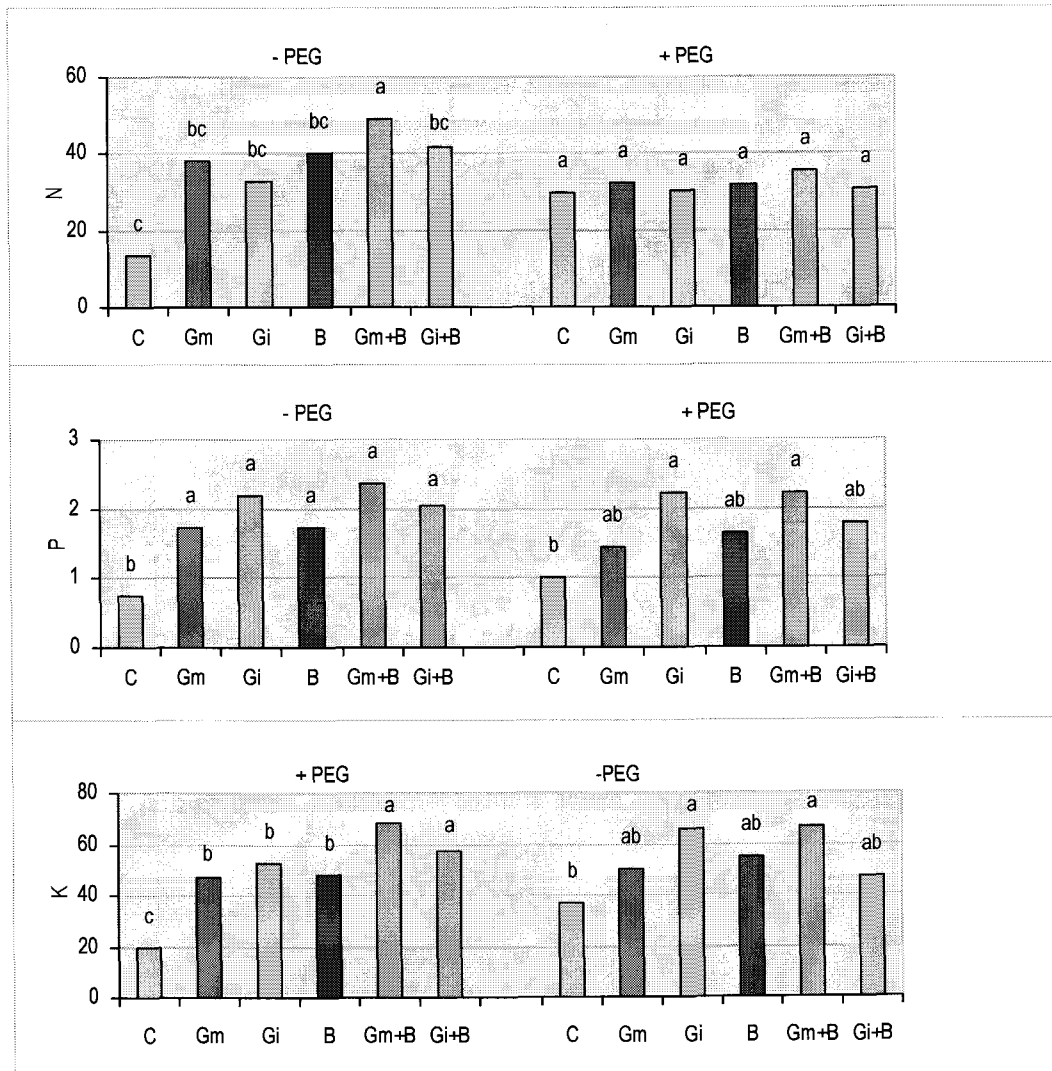 - PEG + PEG
60
40
20
0
N
c bc bc bc a bc a a a a a a
C Gm Gi B Gm+B Gi+B C Gm Gi B Gm+B Gi+B
- PEG + PEG
3
2
1
0
P
b a a a a a b ab a ab a ab
C Gm Gi B Gm+B Gi+B C Gm Gi B Gm+B Gi+B
+ PEG -PEG
80
60
40
20
0
K
c b b b a a b ab a ab a ab
C Gm Gi B Gm+B Gi+B C Gm Gi B Gm+B Gi+B